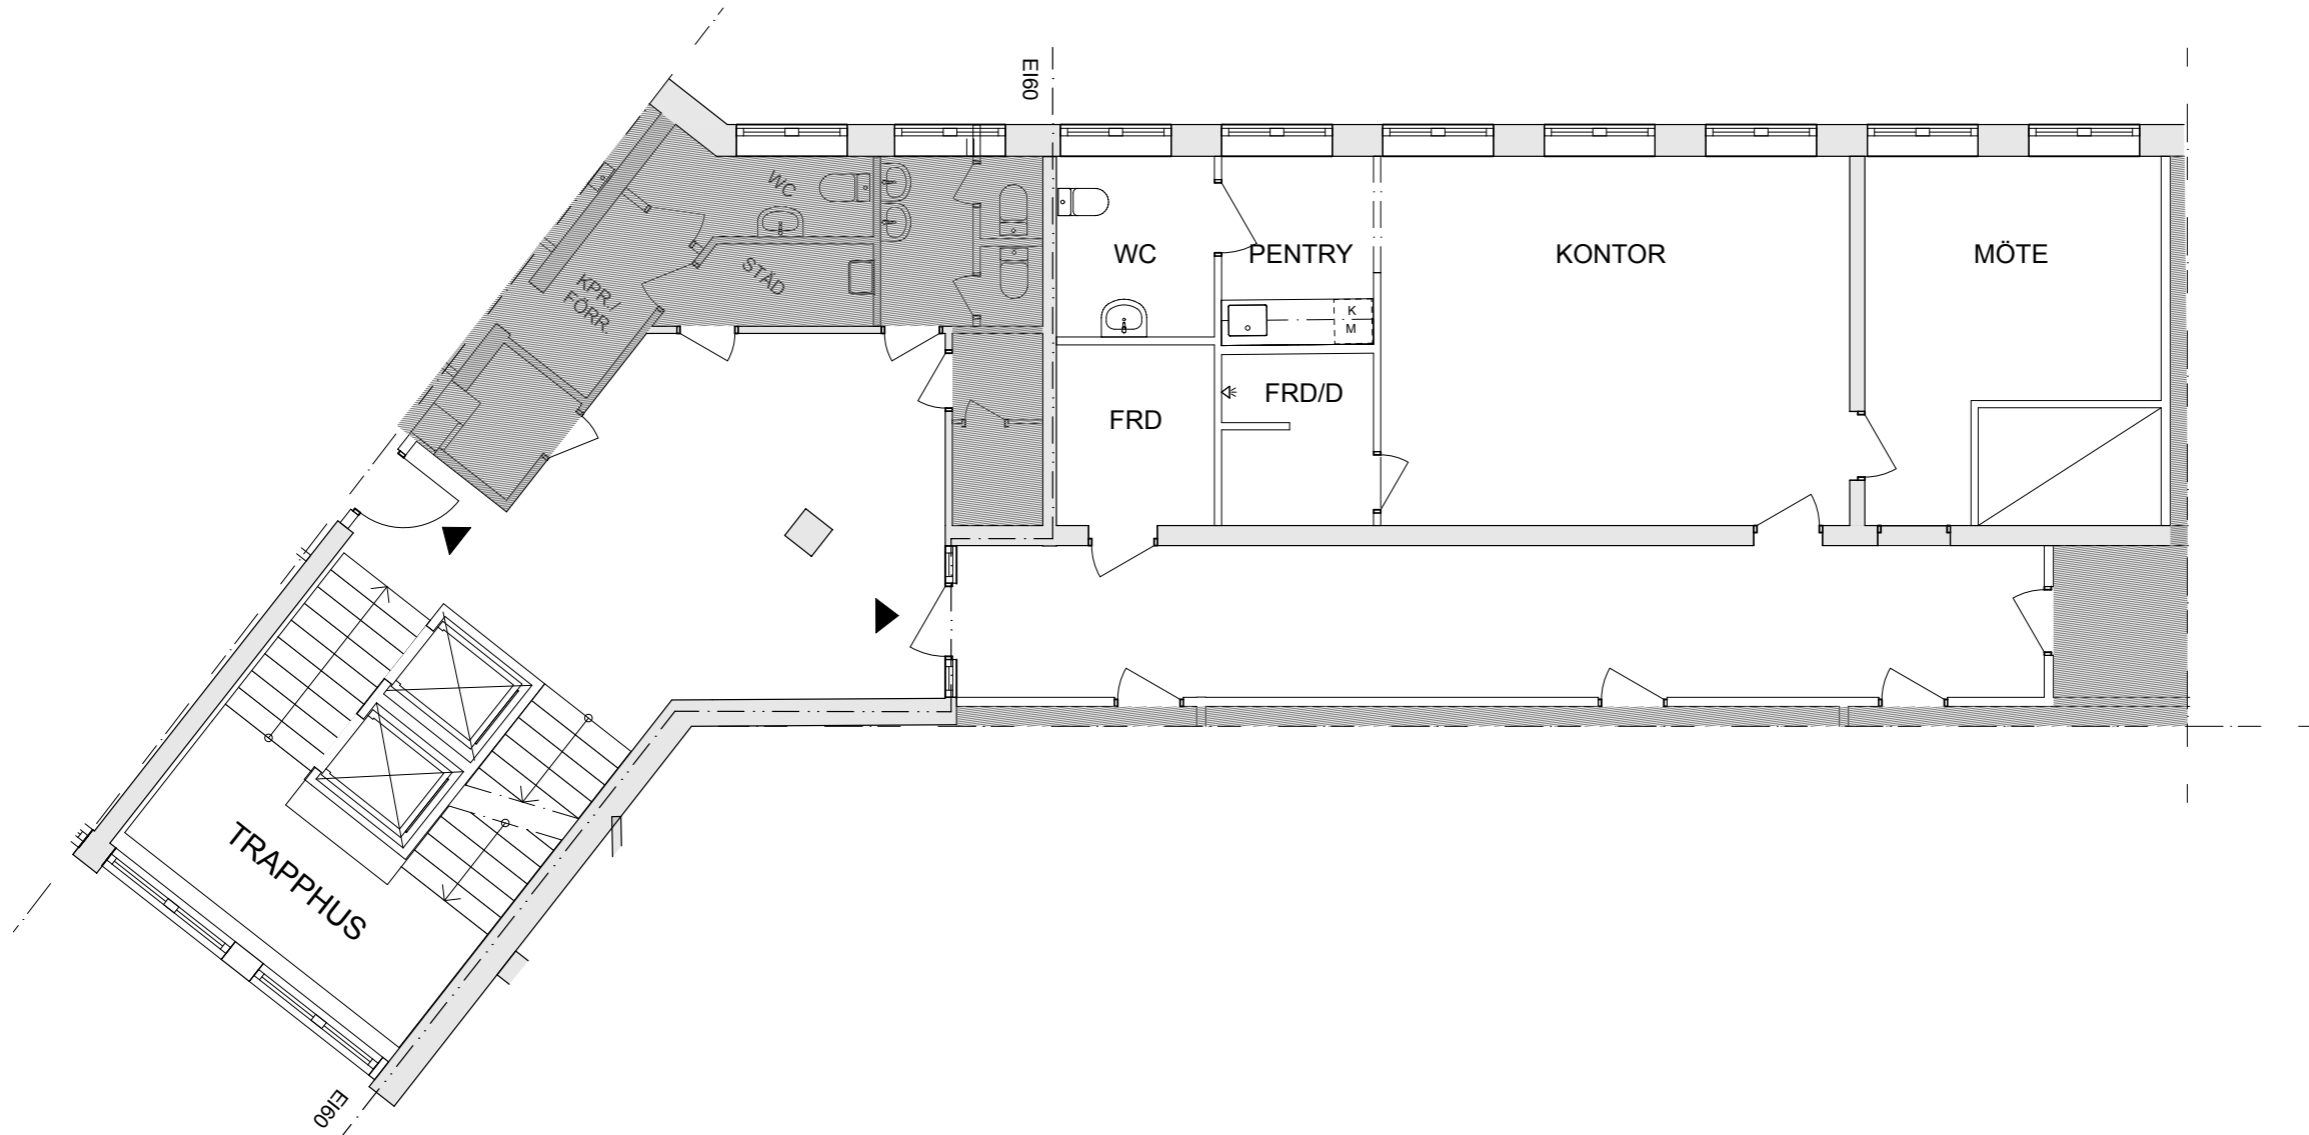 EI60
WC
STÄD
KPR./
FÖRR.
WC
PENTRY
KONTOR
MÖTE
K
M
FRD
FRD/D
TRAPPHUS
EI60